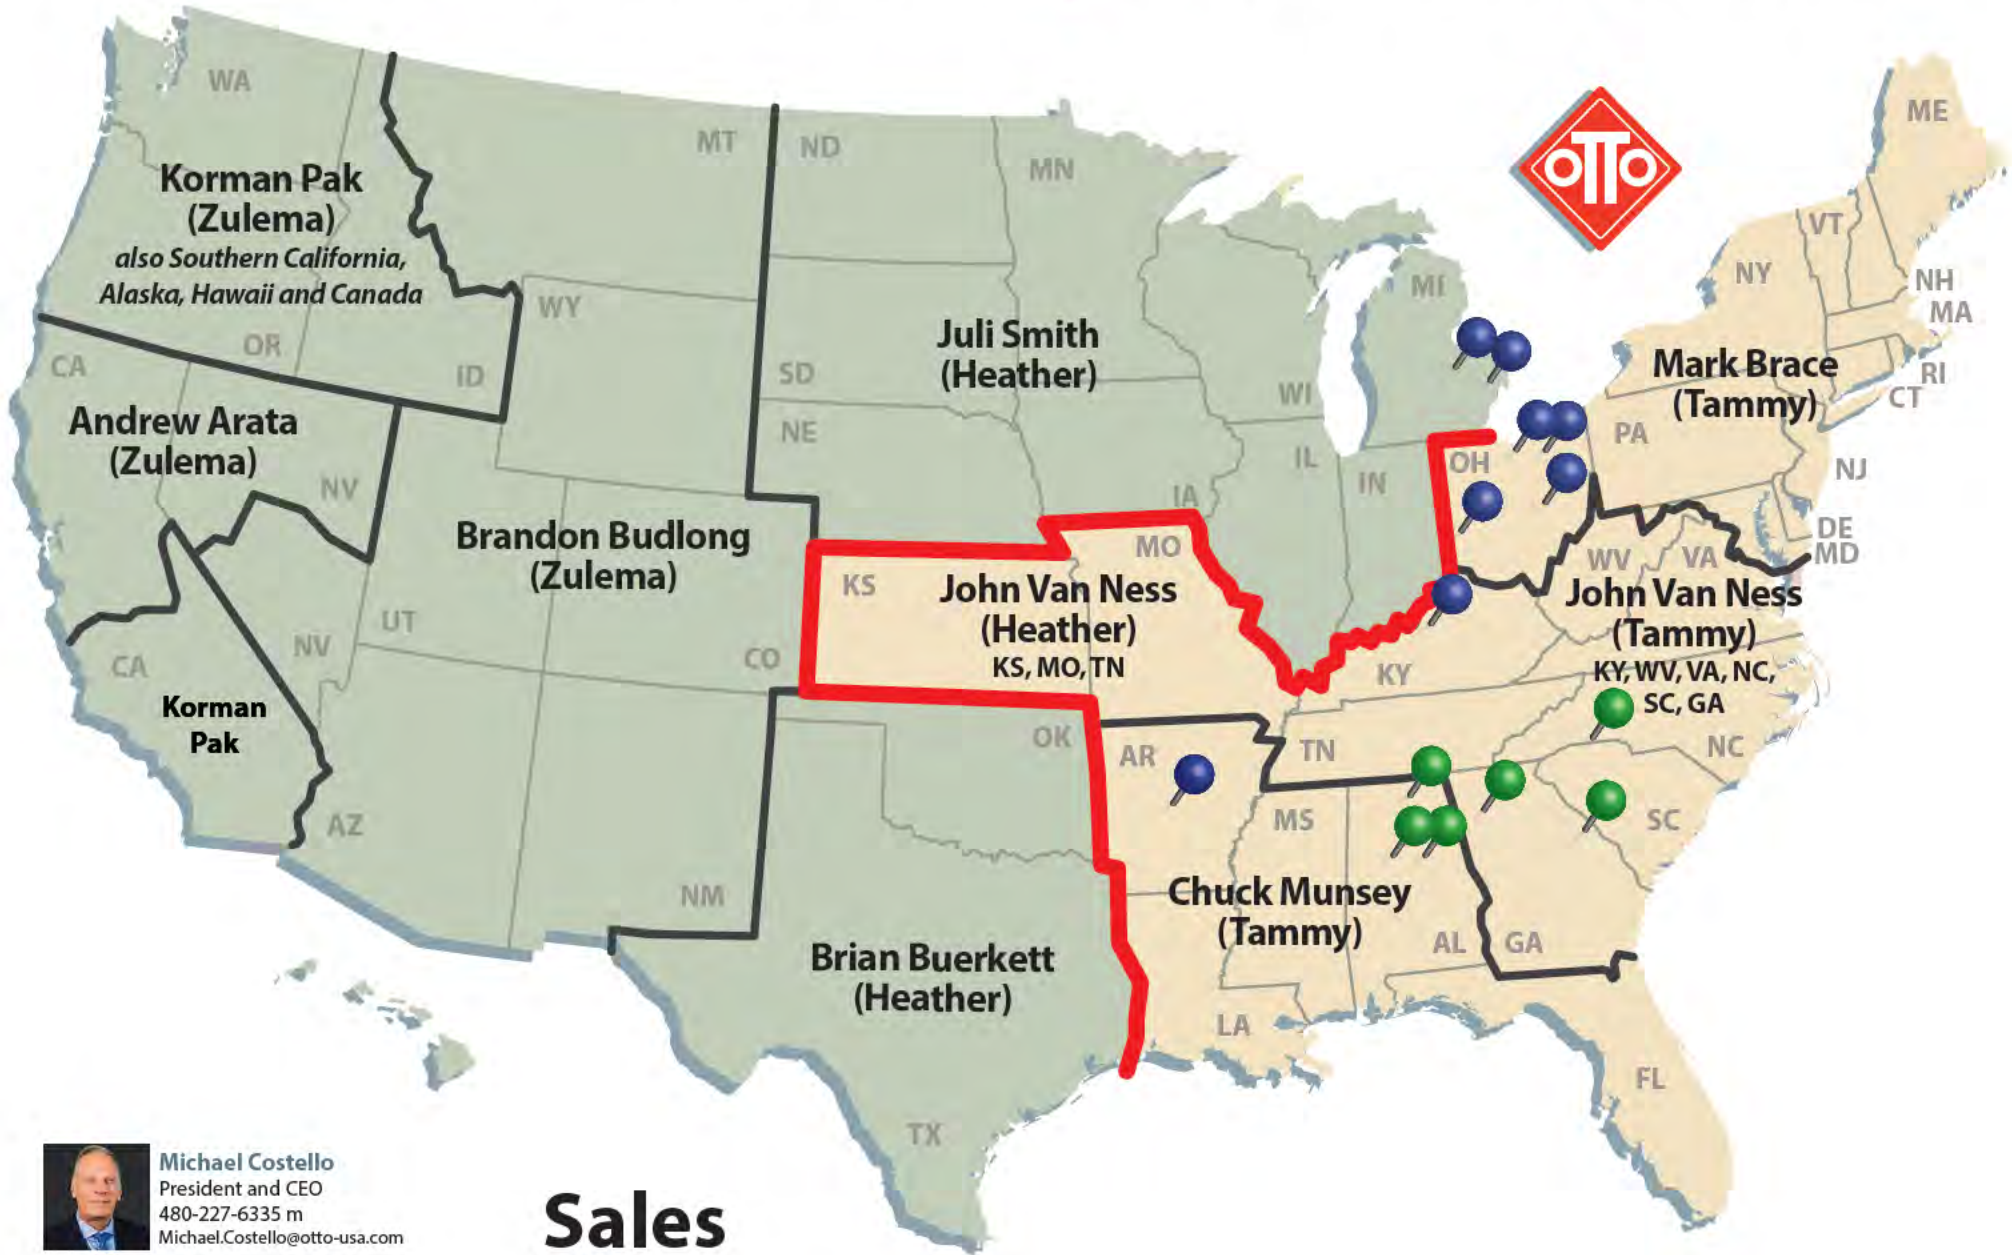 WA
MT
ND
MN
ME
OTTO
Korman Pak
(Zulema)
also Southern California,
Alaska, Hawaii and Canada
VT
NY
NH
MA
MI
WY
OR
ID
CA
Juli Smith
(Heather)
SD
WI
Mark Brace
(Tammy)
RI
CT
Andrew Arata
(Zulema)
NV
NE
IL
IN
IA
OH
PA
NJ
DE
MD
Brandon Budlong
(Zulema)
MO
KS
John Van Ness
(Heather)
KS, MO, TN
WV
VA
John Van Ness
(Tammy)
KY, WV, VA, NC,
SC, GA
UT
NV
CO
CA
KY
Korman
Pak
OK
AR
TN
NC
AZ
MS
SC
NM
Chuck Munsey
(Tammy)
AL
GA
Brian Buerkett
(Heather)
LA
FL
TX
Michael Costello
President and CEO
480-227-6335 m
Michael.Costello@otto-usa.com
Sales